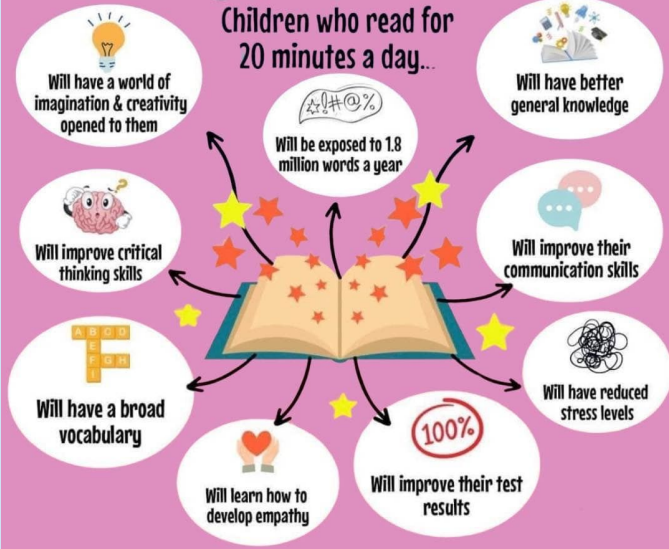 Children who read for
20 minutes a day...
Will have a world of
imagination & creativity
opened to them
☆!#@%
Will be exposed to 1.8
million words a year
Will have better
general knowledge
Will improve critical
thinking skills
?
Will improve their
communication skills
A B C D
E
F G H
I
Will have a broad
vocabulary
Will have reduced
stress levels
Will learn how to
develop empathy
100%
Will improve their test
results